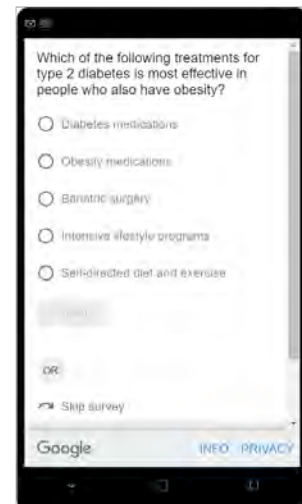 Which of the following treatments for
type 2 diabetes is most effective in
people who also have obesity?
Diabetes medications
Obesity medications
Bariatric surgery
Intensive lifestyle programs
Self-directed diet and exercise
OR
Skip survey
Google INFO PRIVACY